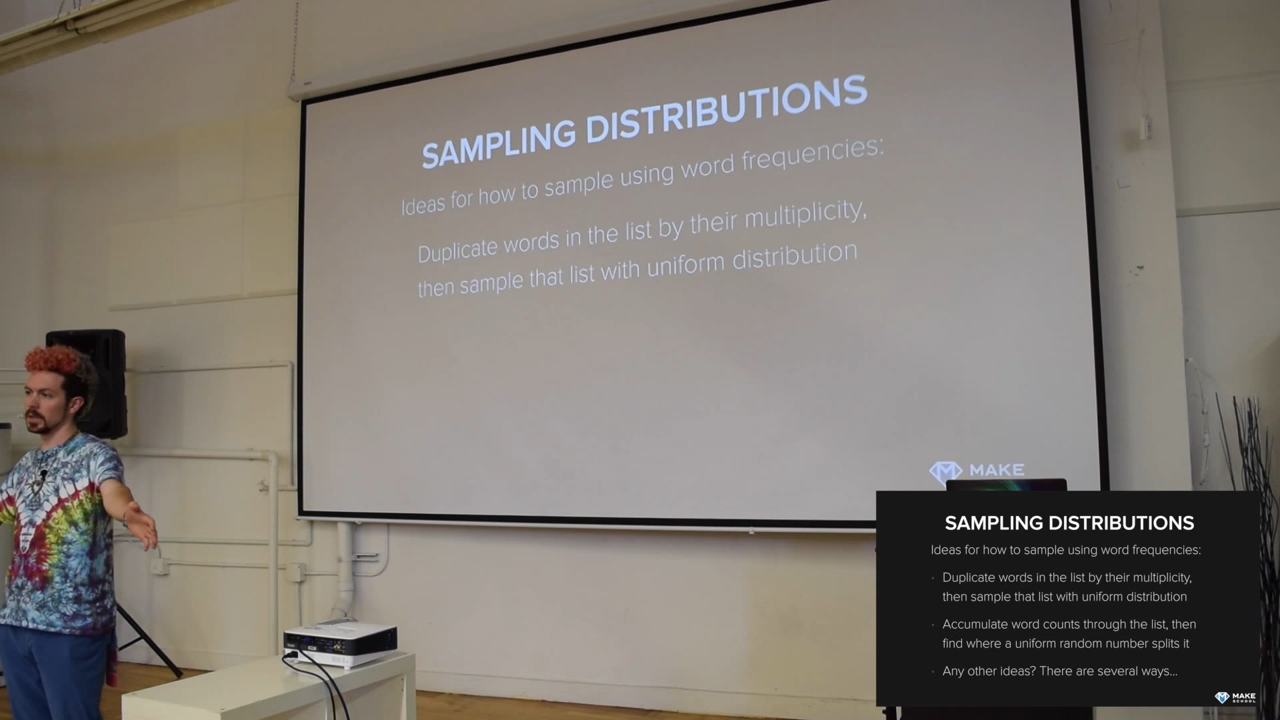 SAMPLING DISTRIBUTIONS
Ideas for how to sample using word frequencies:
Duplicate words in the list by their multiplicity,
then sample that list with uniform distribution
MAKE
SAMPLING DISTRIBUTIONS
Ideas for how to sample using word frequencies:
· Duplicate words in the list by their multiplicity,
then sample that list with uniform distribution
· Accumulate word counts through the list, then
find where a uniform random number splits it
· Any other ideas? There are several ways...
MAKE
SCHOOL